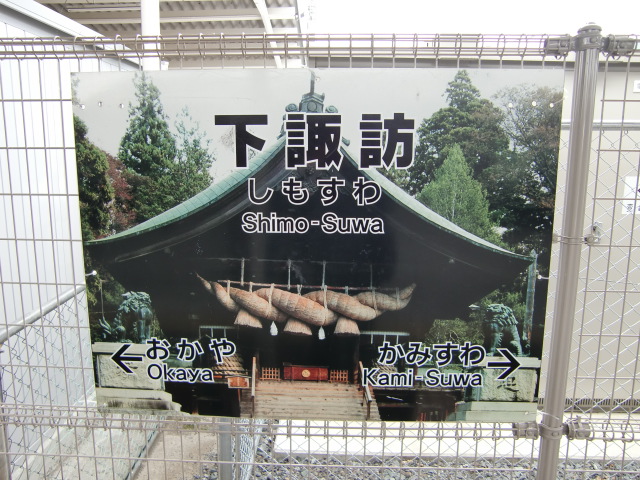 下諏訪
しもすわ
Shimo-Suwa
← おかや かみすわ →
Okaya Kami-Suwa